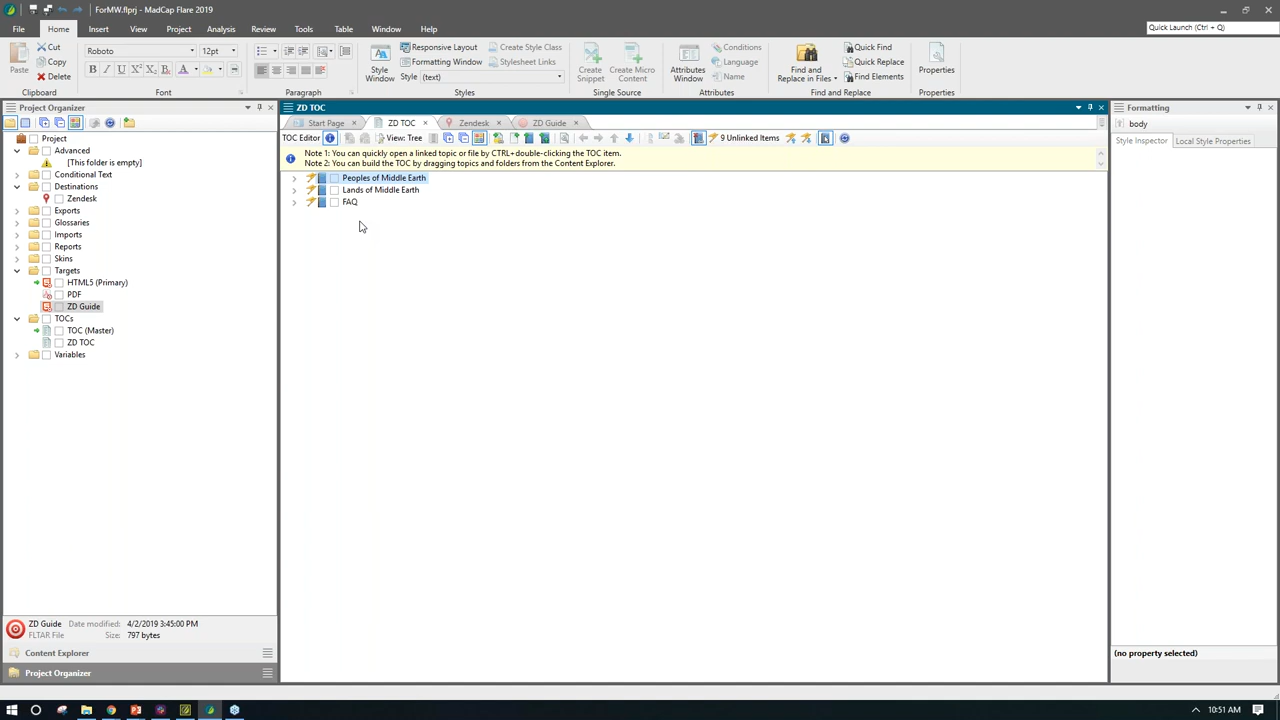 ForMW.flprj - MadCap Flare 2019
File Home Insert View Project Analysis Review Tools Table Window Help
Quick Launch (Ctrl + Q)
Paste
Cut
Copy
Delete
Clipboard
Roboto 12pt
B I U X₂ X² A
Font
Paragraph
Style Window
Responsive Layout
Formatting Window
Style (text)
Create Style Class
Stylesheet Links
Styles
Create Snippet
Create Micro Content
Single Source
Attributes Window
Conditions
Language
Name
Attributes
Find and Replace in Files
Quick Find
Quick Replace
Find Elements
Find and Replace
Properties
Properties
Project Organizer
Project
Advanced
[This folder is empty]
Conditional Text
Destinations
Zendesk
Exports
Glossaries
Imports
Reports
Skins
Targets
HTML5 (Primary)
PDF
ZD Guide
TOCs
TOC (Master)
ZD TOC
Variables
ZD Guide Date modified: 4/2/2019 3:45:00 PM
FLTAR File Size: 797 bytes
Content Explorer
Project Organizer
ZD TOC
Start Page ZD TOC Zendesk ZD Guide
TOC Editor View: Tree 9 Unlinked Items
Note 1: You can quickly open a linked topic or file by CTRL+double-clicking the TOC item.
Note 2: You can build the TOC by dragging topics and folders from the Content Explorer.
Peoples of Middle Earth
Lands of Middle Earth
FAQ
Formatting
body
Style Inspector Local Style Properties
(no property selected)
10:51 AM